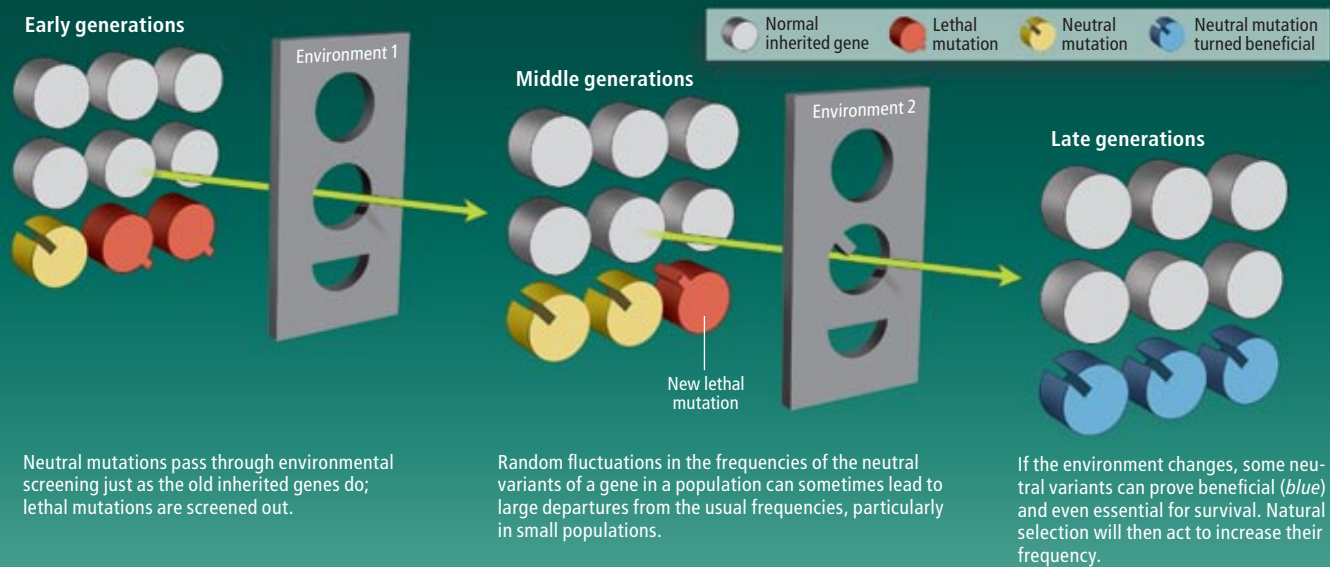 Early generations
Environment 1
Normal
inherited gene
Lethal
mutation
Neutral
mutation
Neutral mutation
turned beneficial
Middle generations
Environment 2
Late generations
New lethal
mutation
Neutral mutations pass through environmental
screening just as the old inherited genes do;
lethal mutations are screened out.
Random fluctuations in the frequencies of the neutral
variants of a gene in a population can sometimes lead to
large departures from the usual frequencies, particularly
in small populations.
If the environment changes, some neu-
tral variants can prove beneficial (blue)
and even essential for survival. Natural
selection will then act to increase their
frequency.